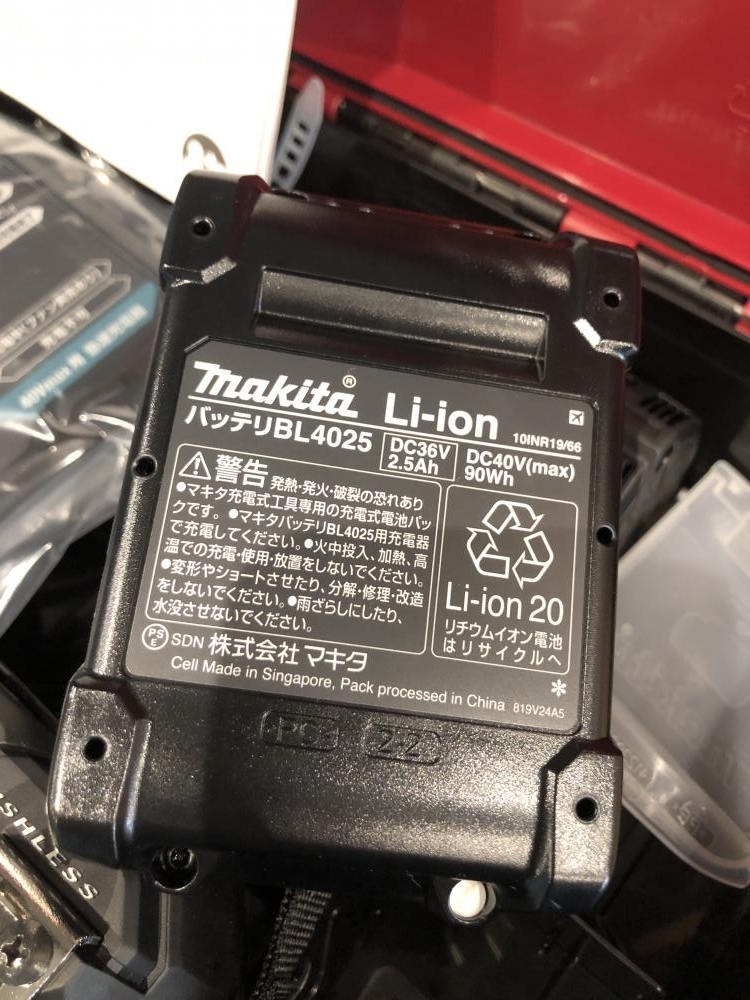 makita® Li-ion
10INR19/66
バッテリBL4025
DC36V
2.5Ah
DC40V(max)
90Wh
警告 発熱・発火・破裂の恐れあり
●マキタ充電式工具専用の充電式電池パッ
クです。●マキタバッテリBL4025用充電器
で充電してください。●火中投入、加熱、高
温での充電・使用・放置をしないでください。
●変形やショートさせたり、分解・修理・改造
をしないでください。●雨ざらしにしたり、
水没させないでください。
Li-ion 20
リチウムイオン電池
はリサイクルへ
PSE SDN 株式会社 マキタ
Cell Made in Singapore, Pack processed in China 819V24A5
*
>PC<
2-2
SHLESS